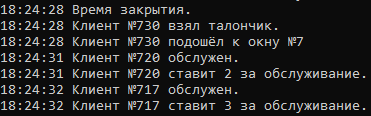 18:24:28 Время закрытия.
18:24:28 Клиент №730 взял талончик.
18:24:28 Клиент №730 подошёл к окну №7
18:24:31 Клиент №720 обслужен.
18:24:31 Клиент №720 ставит 2 за обслуживание.
18:24:32 Клиент №717 обслужен.
18:24:32 Клиент №717 ставит 3 за обслуживание.